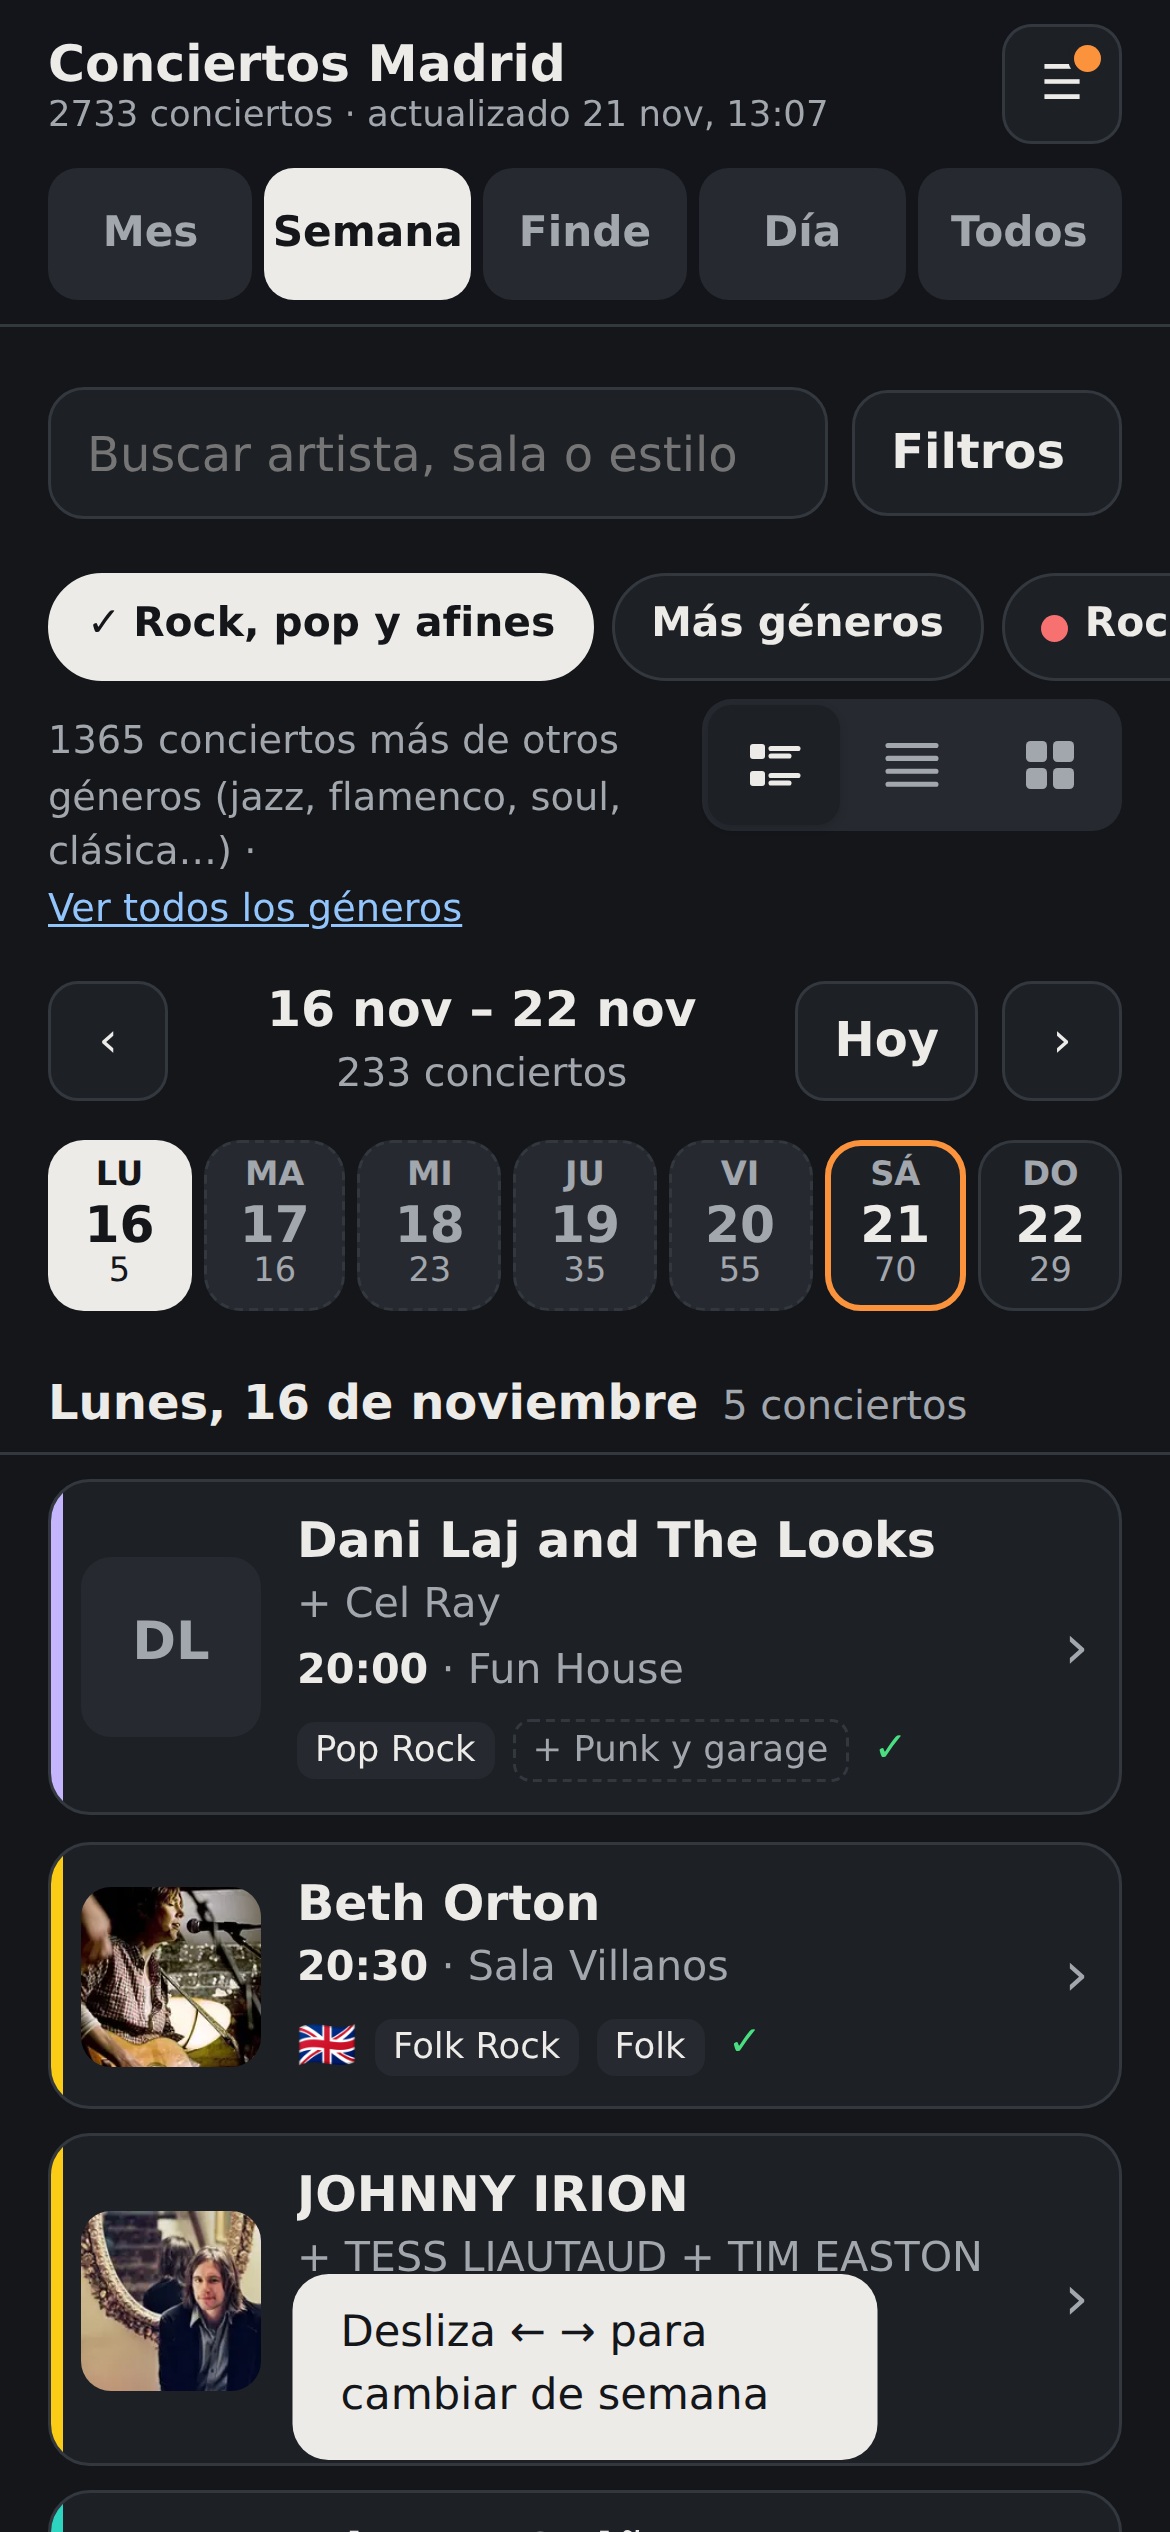 Conciertos Madrid
2733 conciertos · actualizado 21 nov, 13:07
Mes Semana Finde Día Todos
Buscar artista, sala o estilo Filtros
✓ Rock, pop y afines Más géneros Roc
1365 conciertos más de otros
géneros (jazz, flamenco, soul,
clásica...) ·
Ver todos los géneros
‹ 16 nov – 22 nov Hoy ›
233 conciertos
LU MA MI JU VI SÁ DO
16 17 18 19 20 21 22
5 16 23 35 55 70 29
Lunes, 16 de noviembre 5 conciertos
Dani Laj and The Looks
+ Cel Ray
DL
20:00 · Fun House
Pop Rock + Punk y garage ✓
Beth Orton
20:30 · Sala Villanos
Folk Rock Folk ✓
JOHNNY IRION
+ TESS LIAUTAUD + TIM EASTON
Desliza ← → para
cambiar de semana